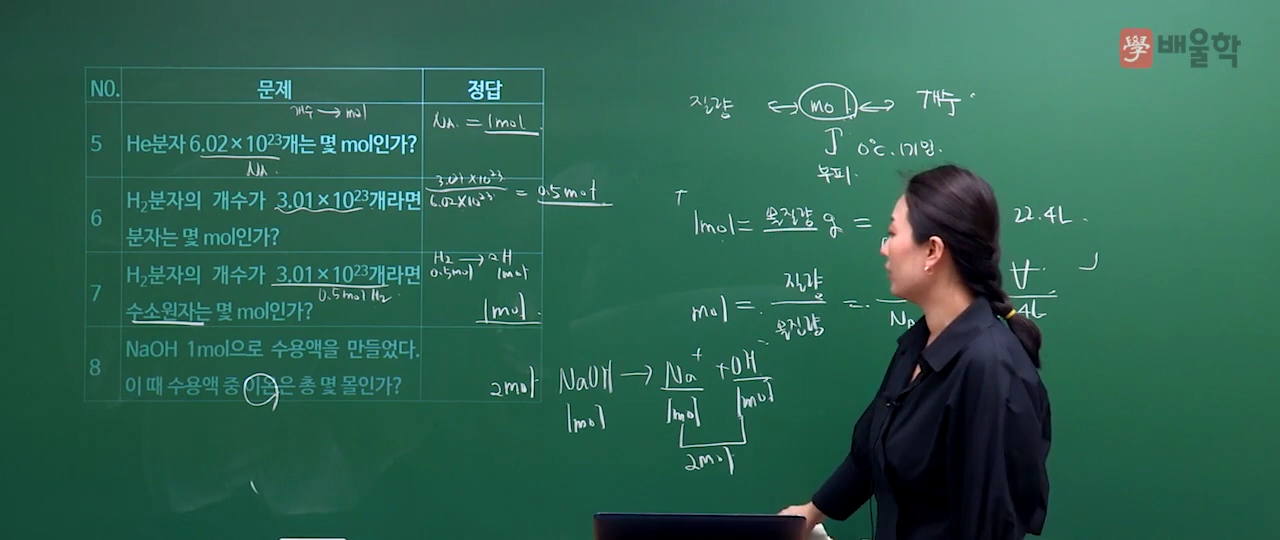 學 배울학
N0. 문제 정답
개수 → mol
5 He분자 6.02×10²³개는 몇 mol인가?
NA
NA = 1mol
6 H₂분자의 개수가 3.01×10²³개라면
분자는 몇 mol인가?
3.01×10²³
6.02×10²³
= 0.5mol
7 H₂분자의 개수가 3.01×10²³개라면
0.5mol H₂
수소원자는 몇 mol인가?
H₂ → 2H
0.5mol 1mol
1mol
8 NaOH 1mol으로 수용액을 만들었다.
이 때 수용액 중 이온은 총 몇 몰인가?
2mol
질량 ↔ mol ↔ 개수
0℃, 1기압
부피
1mol = 몰질량 g = 22.4L
mol = 질량
몰질량
= NA
V
4L
NaOH → Na⁺ + OH⁻
1mol 1mol 1mol
2mol